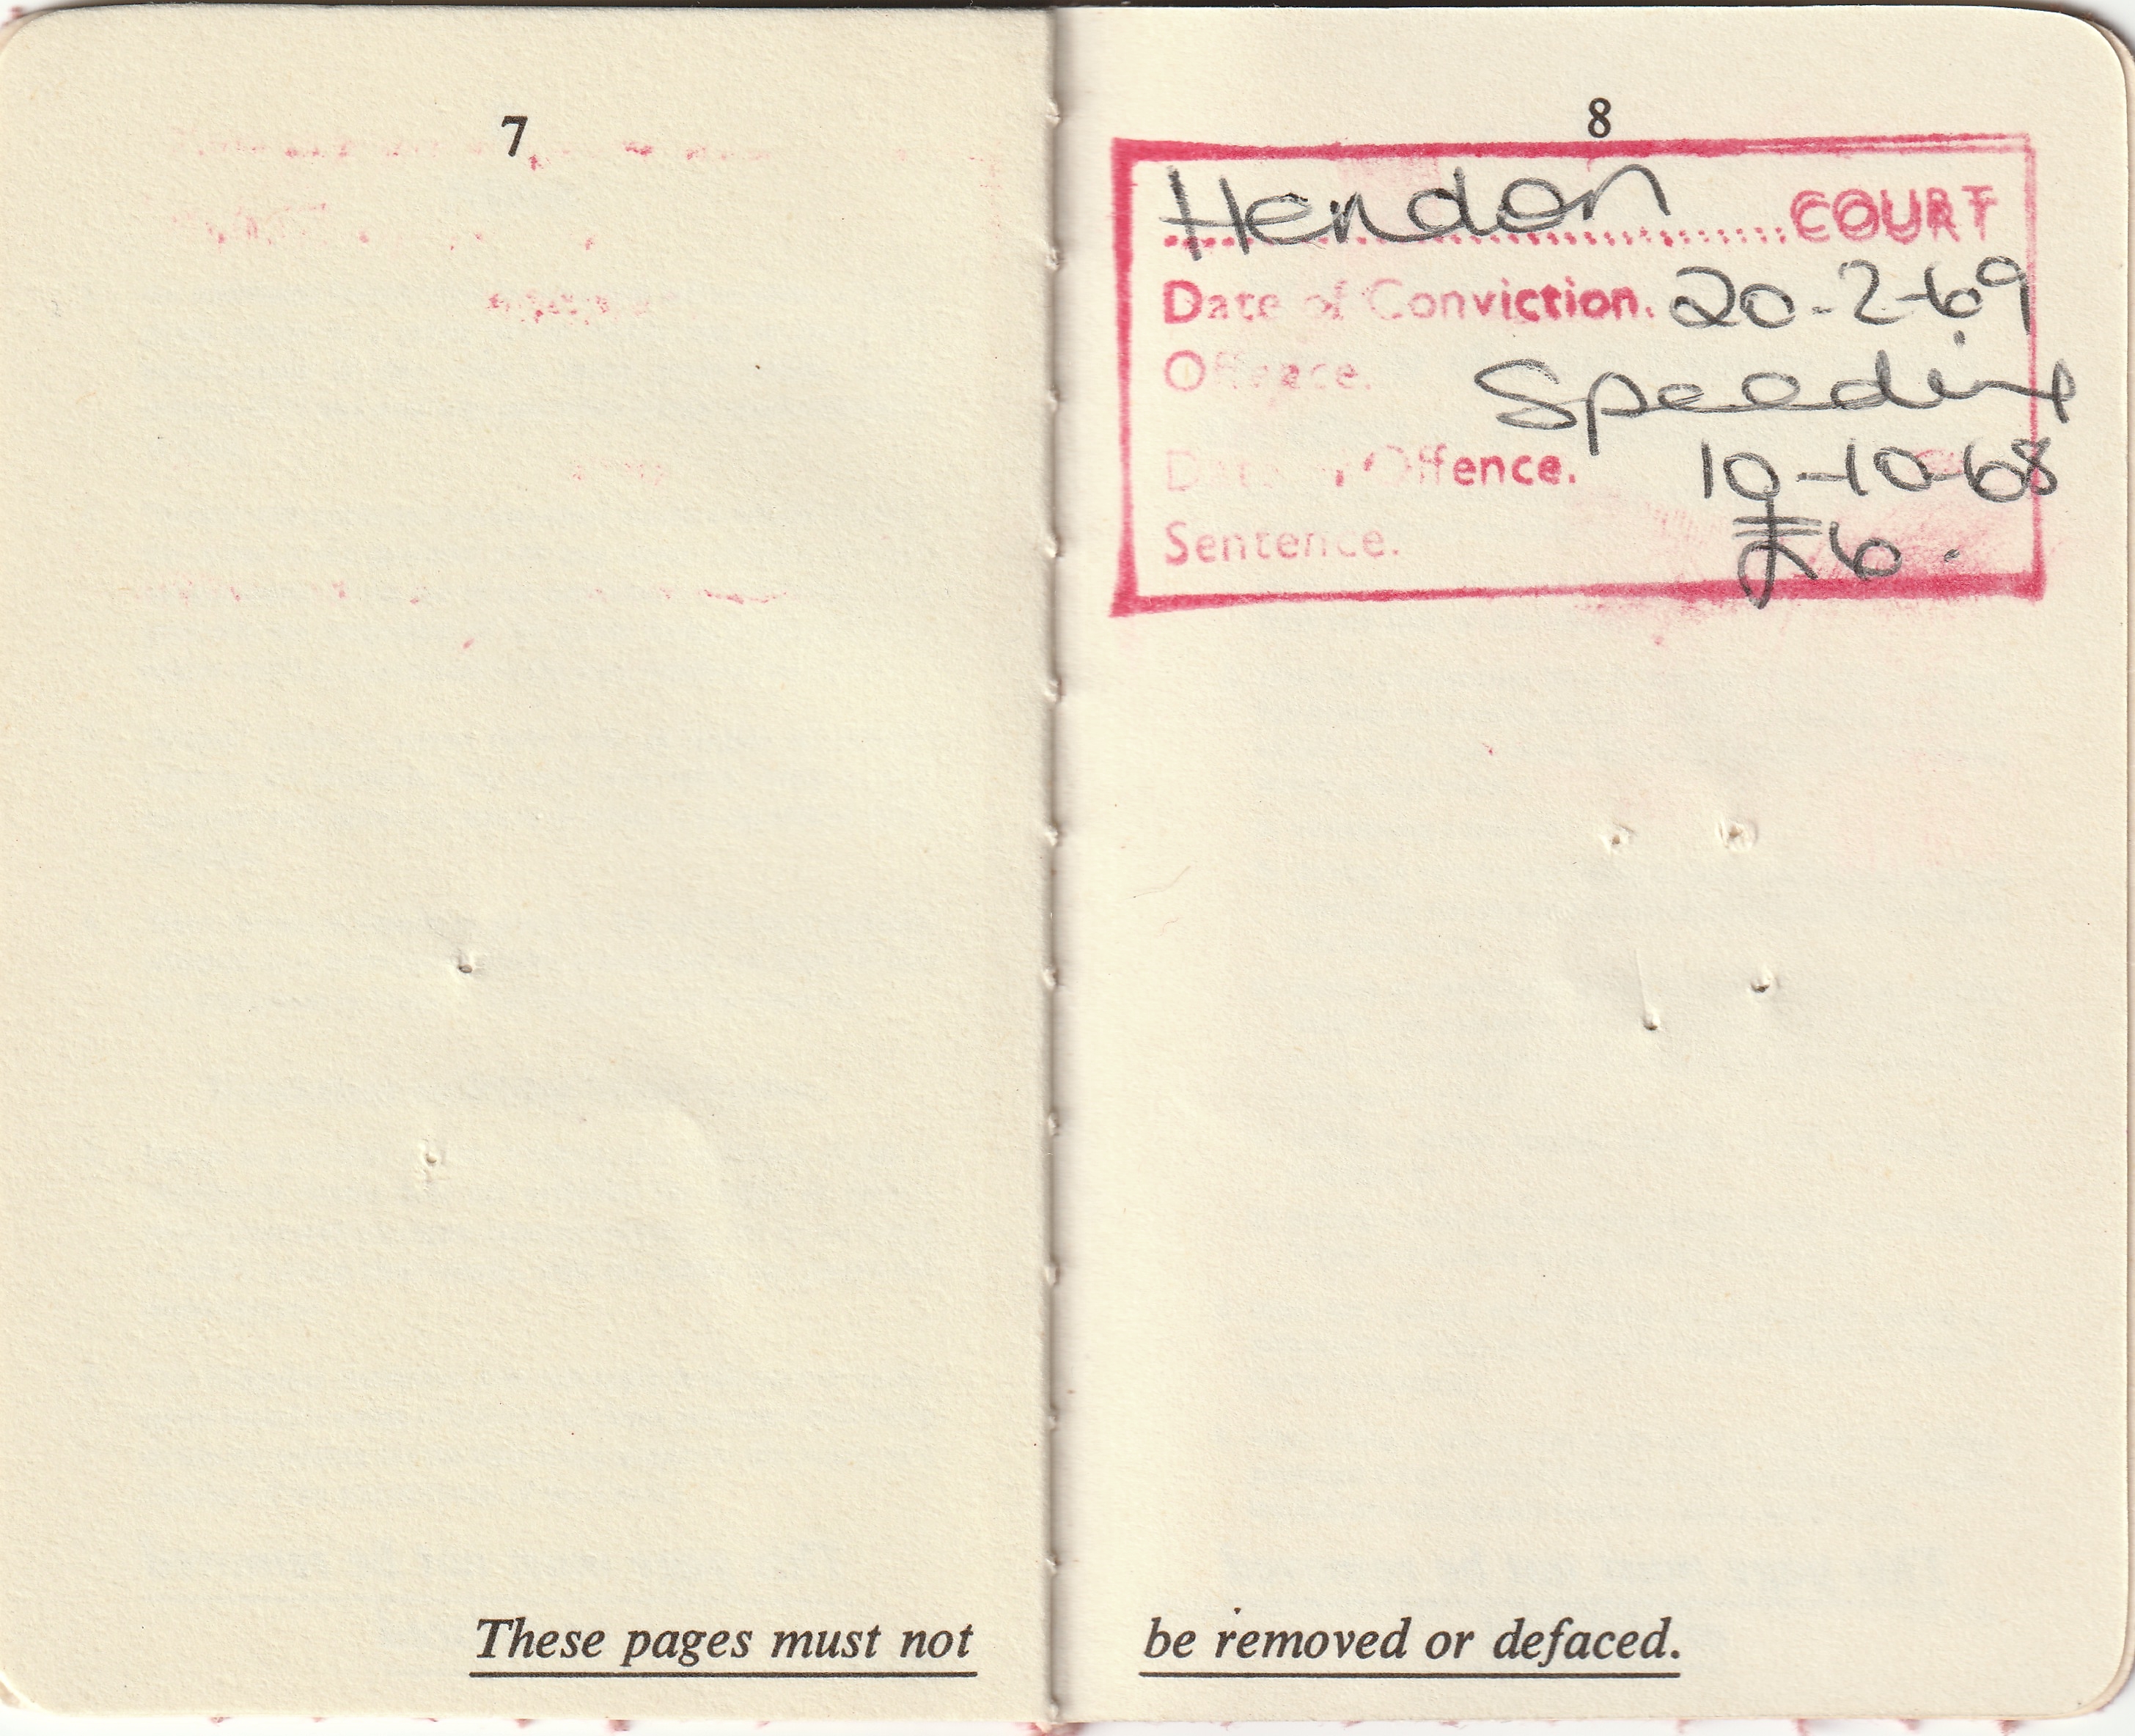 7
These pages must not
8
Hendon COURT
Date of Conviction. 20-2-69
Offence. Speeding
Date of Offence. 10-10-68
Sentence. £6.
be removed or defaced.